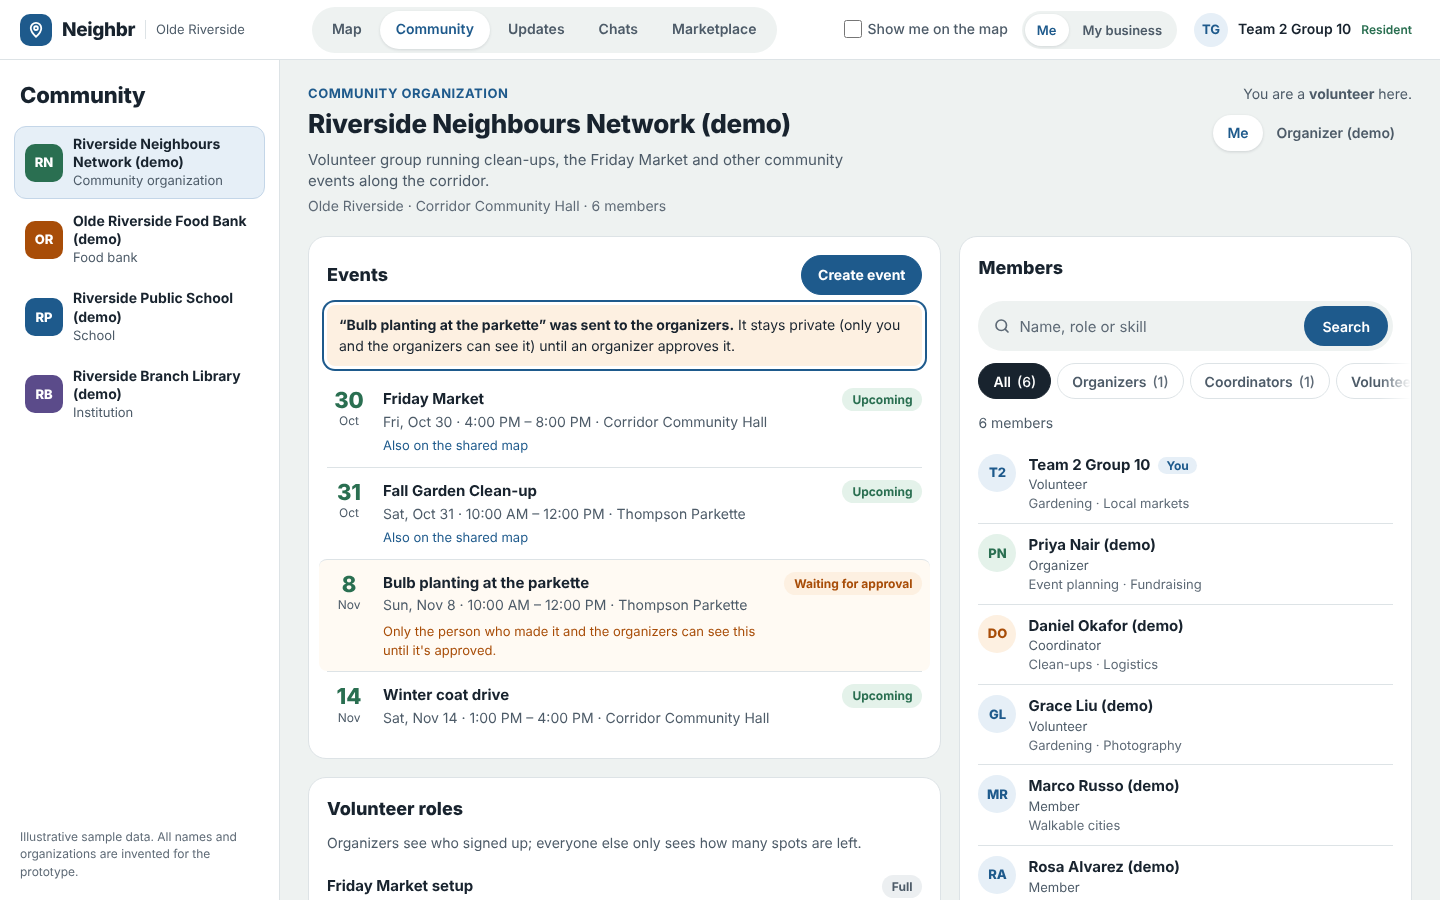 Neighbr
Olde Riverside
Map
Community
Updates
Chats
Marketplace
Show me on the map
Me
My business
TG
Team 2 Group 10
Resident
Community
RN
Riverside Neighbours
Network (demo)
Community organization
OR
Olde Riverside Food Bank
(demo)
Food bank
RP
Riverside Public School
(demo)
School
RB
Riverside Branch Library
(demo)
Institution
Illustrative sample data. All names and
organizations are invented for the
prototype.
COMMUNITY ORGANIZATION
Riverside Neighbours Network (demo)
Volunteer group running clean-ups, the Friday Market and other community
events along the corridor.
Olde Riverside · Corridor Community Hall · 6 members
You are a volunteer here.
Me
Organizer (demo)
Events
Create event
“Bulb planting at the parkette” was sent to the organizers. It stays private (only you
and the organizers can see it) until an organizer approves it.
30
Oct
Friday Market
Fri, Oct 30 · 4:00 PM – 8:00 PM · Corridor Community Hall
Also on the shared map
Upcoming
31
Oct
Fall Garden Clean-up
Sat, Oct 31 · 10:00 AM – 12:00 PM · Thompson Parkette
Also on the shared map
Upcoming
8
Nov
Bulb planting at the parkette
Sun, Nov 8 · 10:00 AM – 12:00 PM · Thompson Parkette
Only the person who made it and the organizers can see this
until it's approved.
Waiting for approval
14
Nov
Winter coat drive
Sat, Nov 14 · 1:00 PM – 4:00 PM · Corridor Community Hall
Upcoming
Volunteer roles
Organizers see who signed up; everyone else only sees how many spots are left.
Friday Market setup
Full
Members
Name, role or skill
Search
All (6)
Organizers (1)
Coordinators (1)
Voluntee
6 members
T2
Team 2 Group 10
You
Volunteer
Gardening · Local markets
PN
Priya Nair (demo)
Organizer
Event planning · Fundraising
DO
Daniel Okafor (demo)
Coordinator
Clean-ups · Logistics
GL
Grace Liu (demo)
Volunteer
Gardening · Photography
MR
Marco Russo (demo)
Member
Walkable cities
RA
Rosa Alvarez (demo)
Member